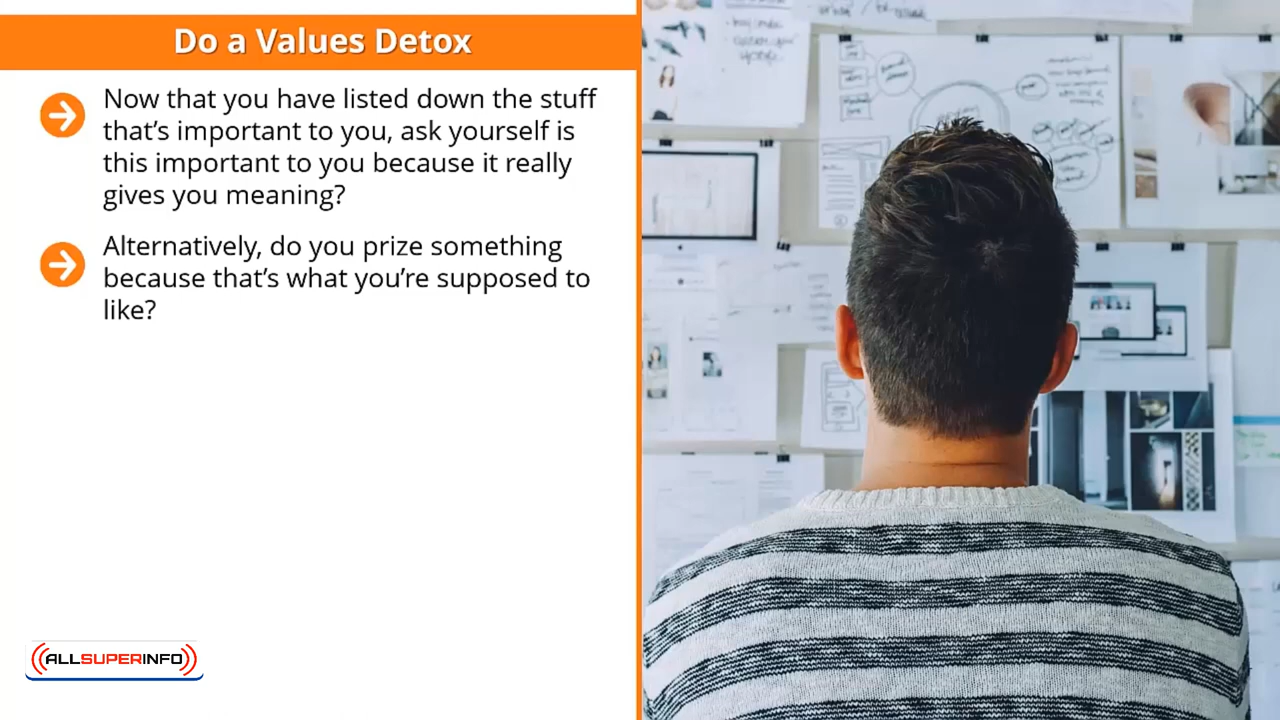 Do a Values Detox
Now that you have listed down the stuff
that's important to you, ask yourself is
this important to you because it really
gives you meaning?
Alternatively, do you prize something
because that's what you're supposed to
like?
((ALLSUPERINFO))